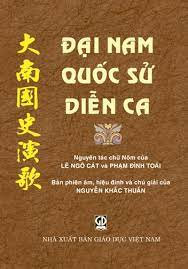 大南國史演歌
ĐẠI NAM
QUỐC SỬ
DIỄN CA
Nguyên tác chữ Nôm của
LÊ NGÔ CÁT và PHẠM ĐÌNH TOÁI
Bản phiên âm, hiệu đính và chú giải của
NGUYỄN KHẮC THUẦN
NHÀ XUẤT BẢN GIÁO DỤC VIỆT NAM